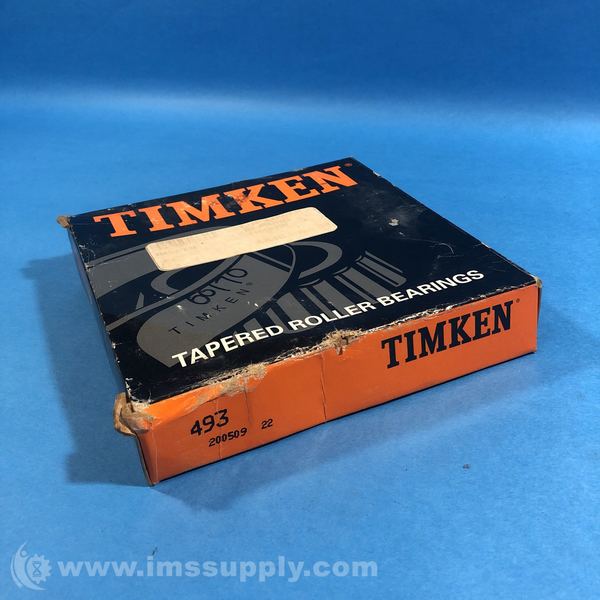 TIMKEN®
TIMKEN®
TAPERED ROLLER BEARINGS
TIMKEN®
493
200509 22
www.imssupply.com